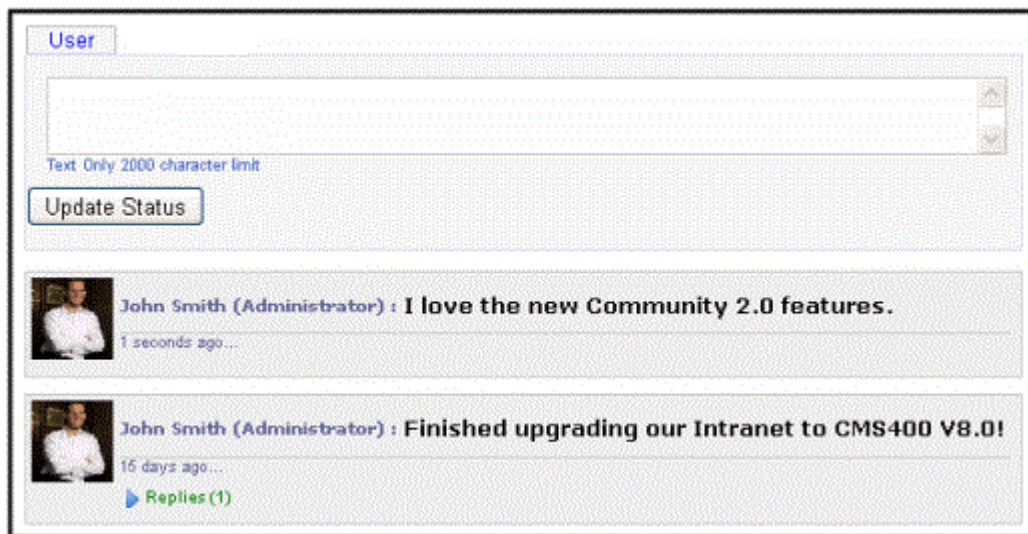 User
Text Only 2000 character limit
Update Status
John Smith (Administrator) : I love the new Community 2.0 features.
1 seconds ago...
John Smith (Administrator) : Finished upgrading our Intranet to CMS400 V8.0!
15 days ago...
Replies (1)